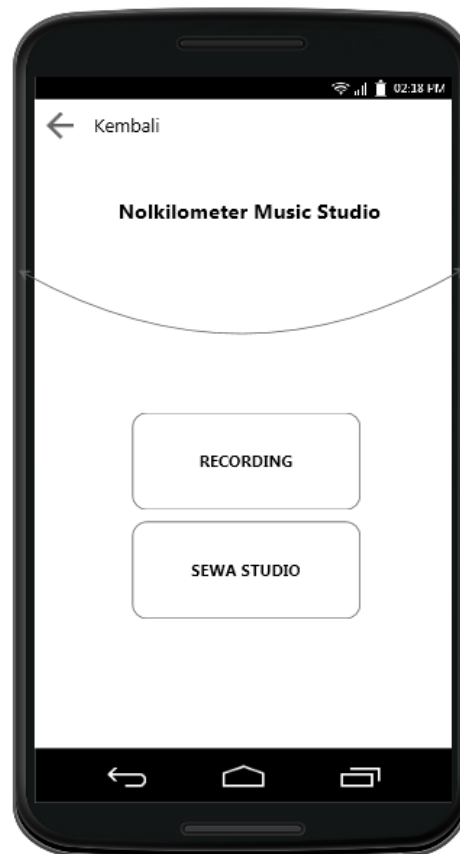 02:18 PM
Kembali
Nolkilometer Music Studio
RECORDING
SEWA STUDIO